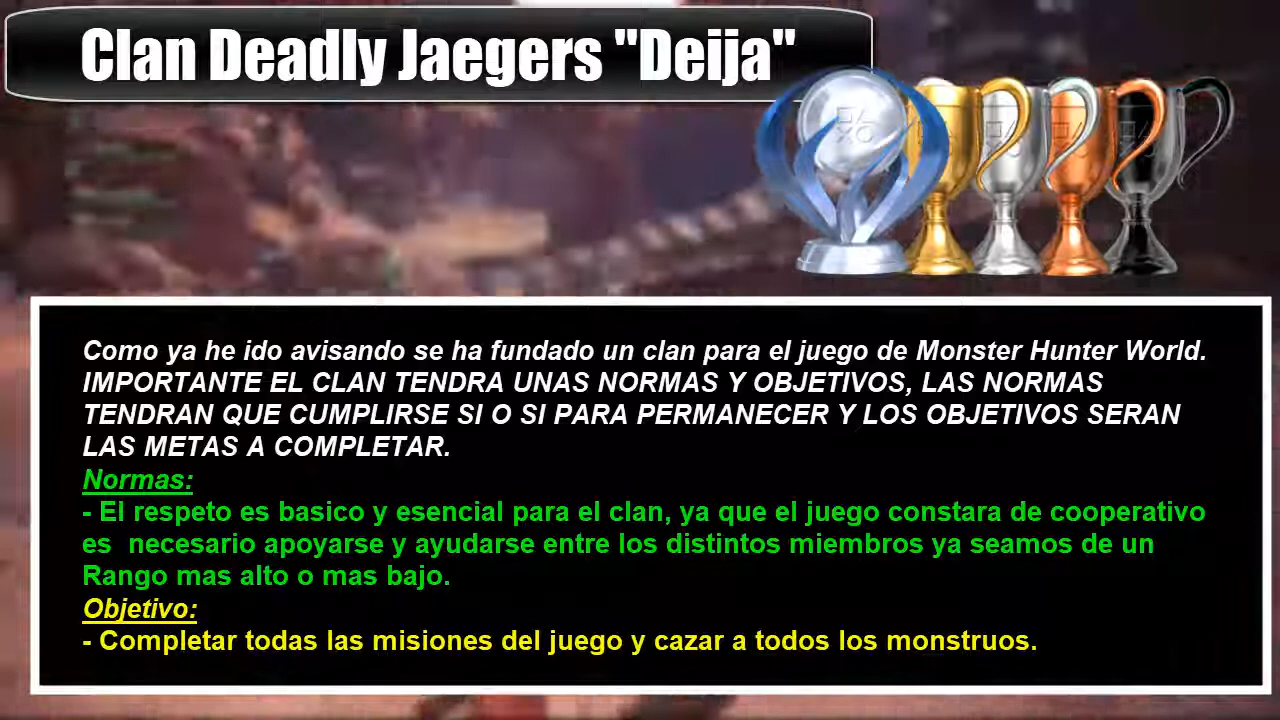 Clan Deadly Jaegers "Deija"
Como ya he ido avisando se ha fundado un clan para el juego de Monster Hunter World.
IMPORTANTE EL CLAN TENDRA UNAS NORMAS Y OBJETIVOS, LAS NORMAS
TENDRAN QUE CUMPLIRSE SI O SI PARA PERMANECER Y LOS OBJETIVOS SERAN
LAS METAS A COMPLETAR.
Normas:
- El respeto es basico y esencial para el clan, ya que el juego constara de cooperativo
es  necesario apoyarse y ayudarse entre los distintos miembros ya seamos de un
Rango mas alto o mas bajo.
Objetivo:
- Completar todas las misiones del juego y cazar a todos los monstruos.